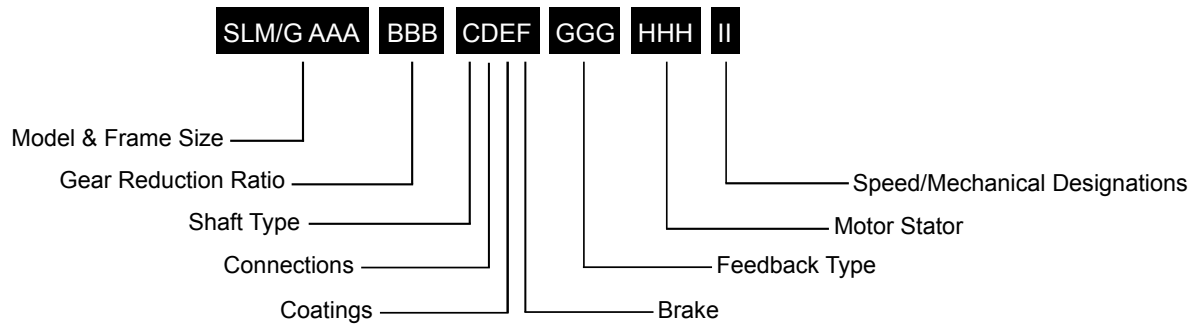 SLM/G AAA BBB CDEF GGG HHH II
Model & Frame Size
Gear Reduction Ratio
Speed/Mechanical Designations
Shaft Type
Motor Stator
Connections
Feedback Type
Coatings
Brake